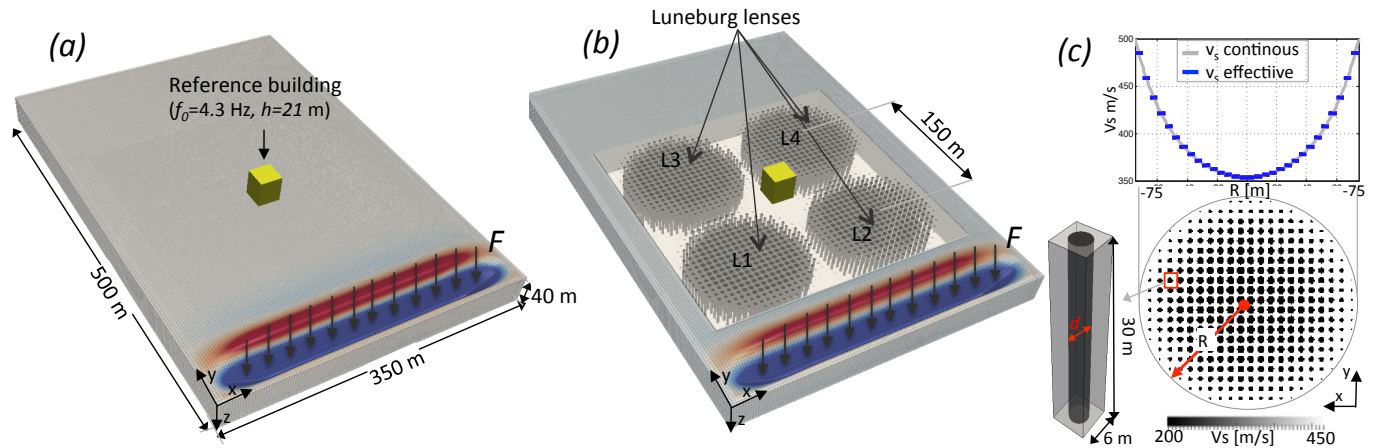 (a)
Reference building
(f0=4.3 Hz, h=21 m)
F
500 m
350 m
40 m
y
x
z
(b)
Luneburg lenses
L3
L4
L1
L2
150 m
F
y
x
z
(c)
500
450
400
350
Vs m/s
vs continous
vs effectiive
-75
R [m]
-75
d
30 m
6 m
R
y
x
200
Vs [m/s]
450